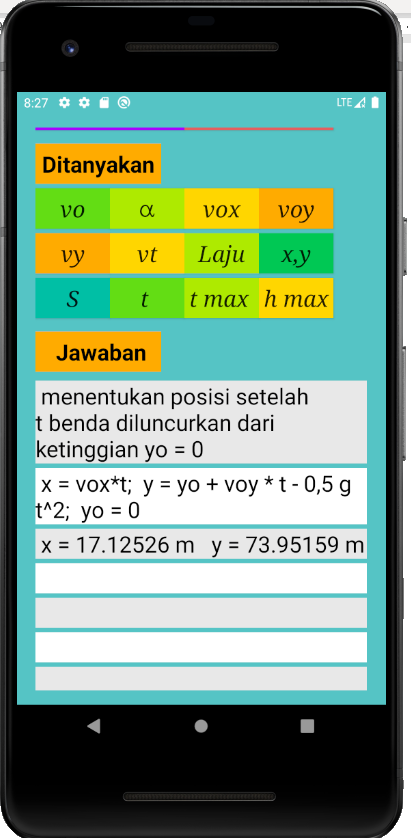 8:27 LTE
Ditanyakan
vo α vox voy
vy vt Laju x,y
S t t max h max
Jawaban
menentukan posisi setelah
t benda diluncurkan dari
ketinggian yo = 0
x = vox*t; y = yo + voy * t - 0,5 g
t^2; yo = 0
x = 17.12526 m y = 73.95159 m